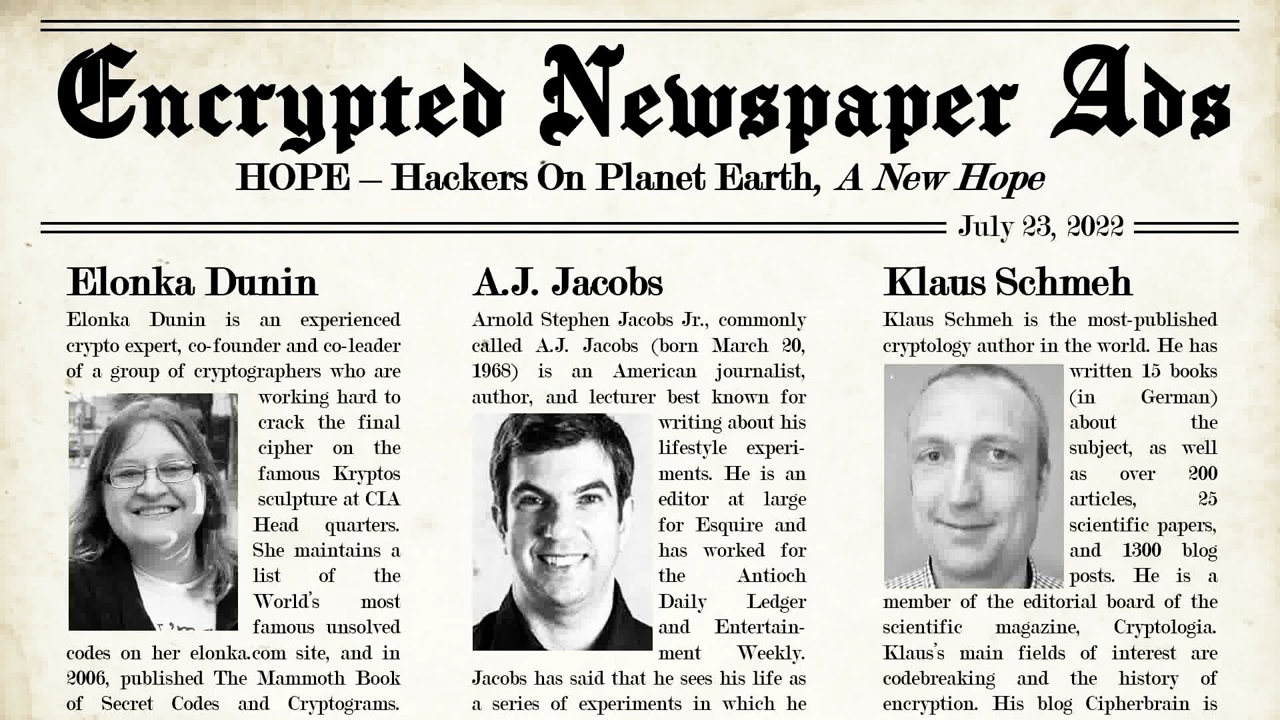 Encrypted Newspaper Ads
HOPE – Hackers On Planet Earth, A New Hope
July 23, 2022
Elonka Dunin
Elonka Dunin is an experienced
crypto expert, co-founder and co-leader
of a group of cryptographers who are
working hard to
crack the final
cipher on the
famous Kryptos
sculpture at CIA
Head quarters.
She maintains a
list of the
World's most
famous unsolved
codes on her elonka.com site, and in
2006, published The Mammoth Book
of Secret Codes and Cryptograms.
A.J. Jacobs
Arnold Stephen Jacobs Jr., commonly
called A.J. Jacobs (born March 20,
1968) is an American journalist,
author, and lecturer best known for
writing about his
lifestyle experi-
ments. He is an
editor at large
for Esquire and
has worked for
the Antioch
Daily Ledger
and Entertain-
ment Weekly.
Jacobs has said that he sees his life as
a series of experiments in which he
Klaus Schmeh
Klaus Schmeh is the most-published
cryptology author in the world. He has
written 15 books
(in German)
about the
subject, as well
as over 200
articles, 25
scientific papers,
and 1300 blog
posts. He is a
member of the editorial board of the
scientific magazine, Cryptologia.
Klaus's main fields of interest are
codebreaking and the history of
encryption. His blog Cipherbrain is